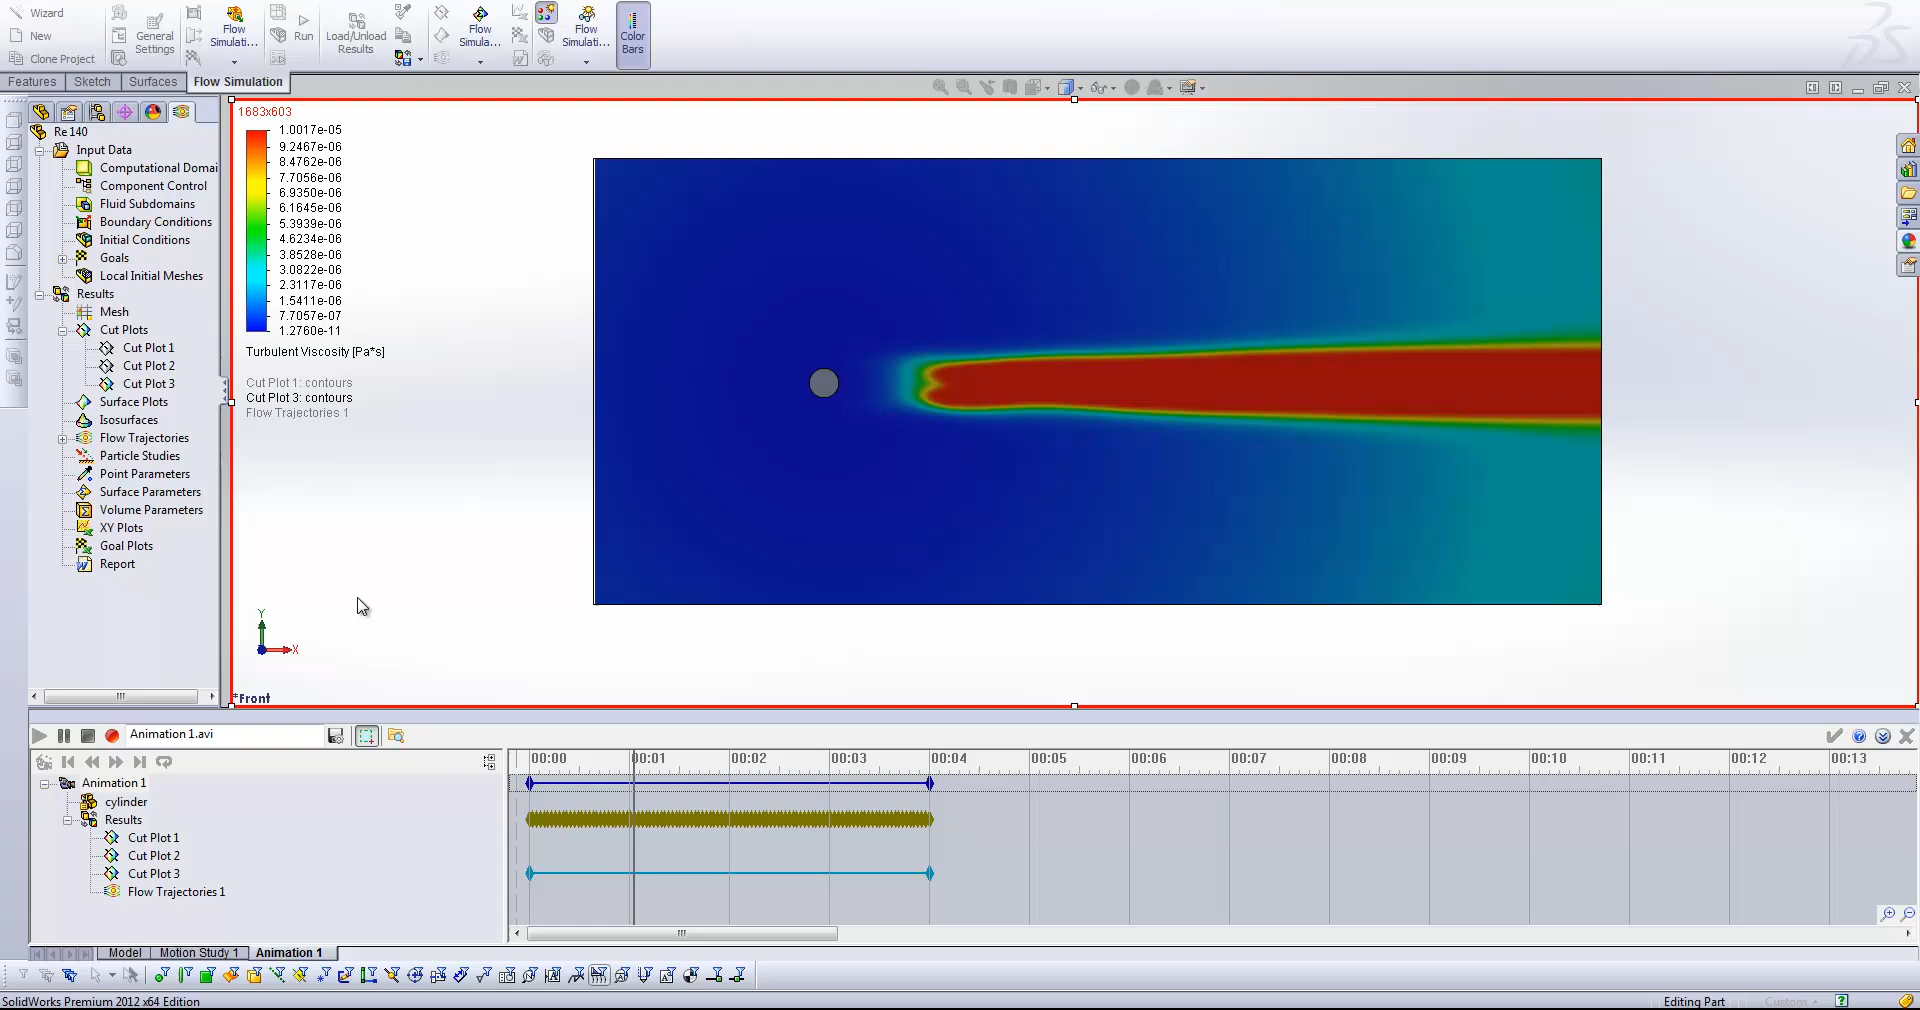 Wizard
New
Clone Project
General
Settings
Flow
Simulati...
Run
Load/Unload
Results
Flow
Simula...
Flow
Simulati...
Color
Bars
Features
Sketch
Surfaces
Flow Simulation
Re 140
Input Data
Computational Domai
Component Control
Fluid Subdomains
Boundary Conditions
Initial Conditions
Goals
Local Initial Meshes
Results
Mesh
Cut Plots
Cut Plot 1
Cut Plot 2
Cut Plot 3
Surface Plots
Isosurfaces
Flow Trajectories
Particle Studies
Point Parameters
Surface Parameters
Volume Parameters
XY Plots
Goal Plots
Report
1683x603
1.0017e-05
9.2467e-06
8.4762e-06
7.7056e-06
6.9350e-06
6.1645e-06
5.3939e-06
4.6234e-06
3.8528e-06
3.0822e-06
2.3117e-06
1.5411e-06
7.7057e-07
1.2760e-11
Turbulent Viscosity [Pa*s]
Cut Plot 1: contours
Cut Plot 3: contours
Flow Trajectories 1
Y
X
*Front
Animation 1.avi
00:00 00:01 00:02 00:03 00:04 00:05 00:06 00:07 00:08 00:09 00:10 00:11 00:12 00:13
Animation 1
cylinder
Results
Cut Plot 1
Cut Plot 2
Cut Plot 3
Flow Trajectories 1
Model
Motion Study 1
Animation 1
SolidWorks Premium 2012 x64 Edition
Editing Part
Custom